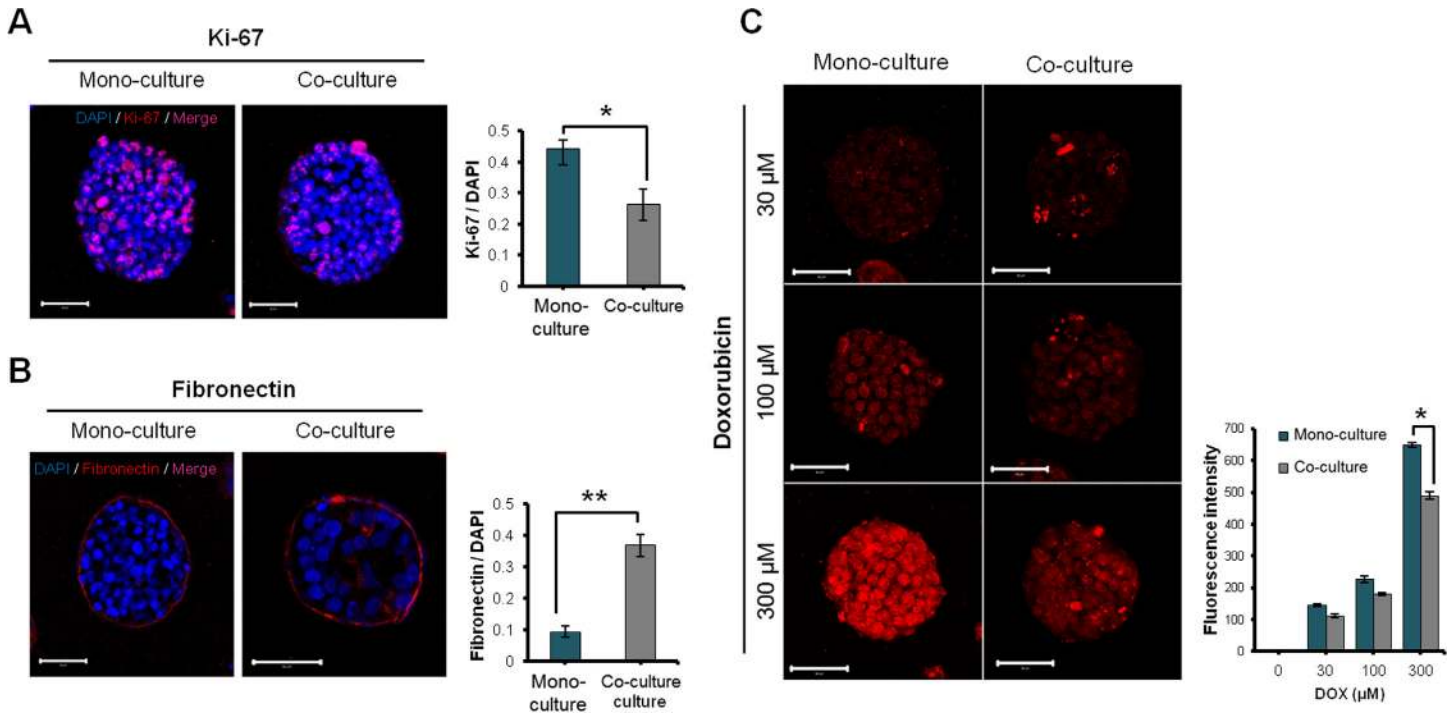 A
Ki-67
Mono-culture
Co-culture
DAPI / Ki-67 / Merge
0.5
0.4
0.3
0.2
0.1
0
Ki-67 / DAPI
*
Mono-
culture
Co-culture
B
Fibronectin
Mono-culture
Co-culture
DAPI / Fibronectin / Merge
0.5
0.4
0.3
0.2
0.1
0
Fibronectin / DAPI
**
Mono-
culture
Co-culture
culture
C
Mono-culture
Co-culture
Doxorubicin
30 µM
100 µM
300 µM
700
600
500
400
300
200
100
0
Fluorescence intensity
Mono-culture
Co-culture
*
0
30
100
300
DOX (µM)